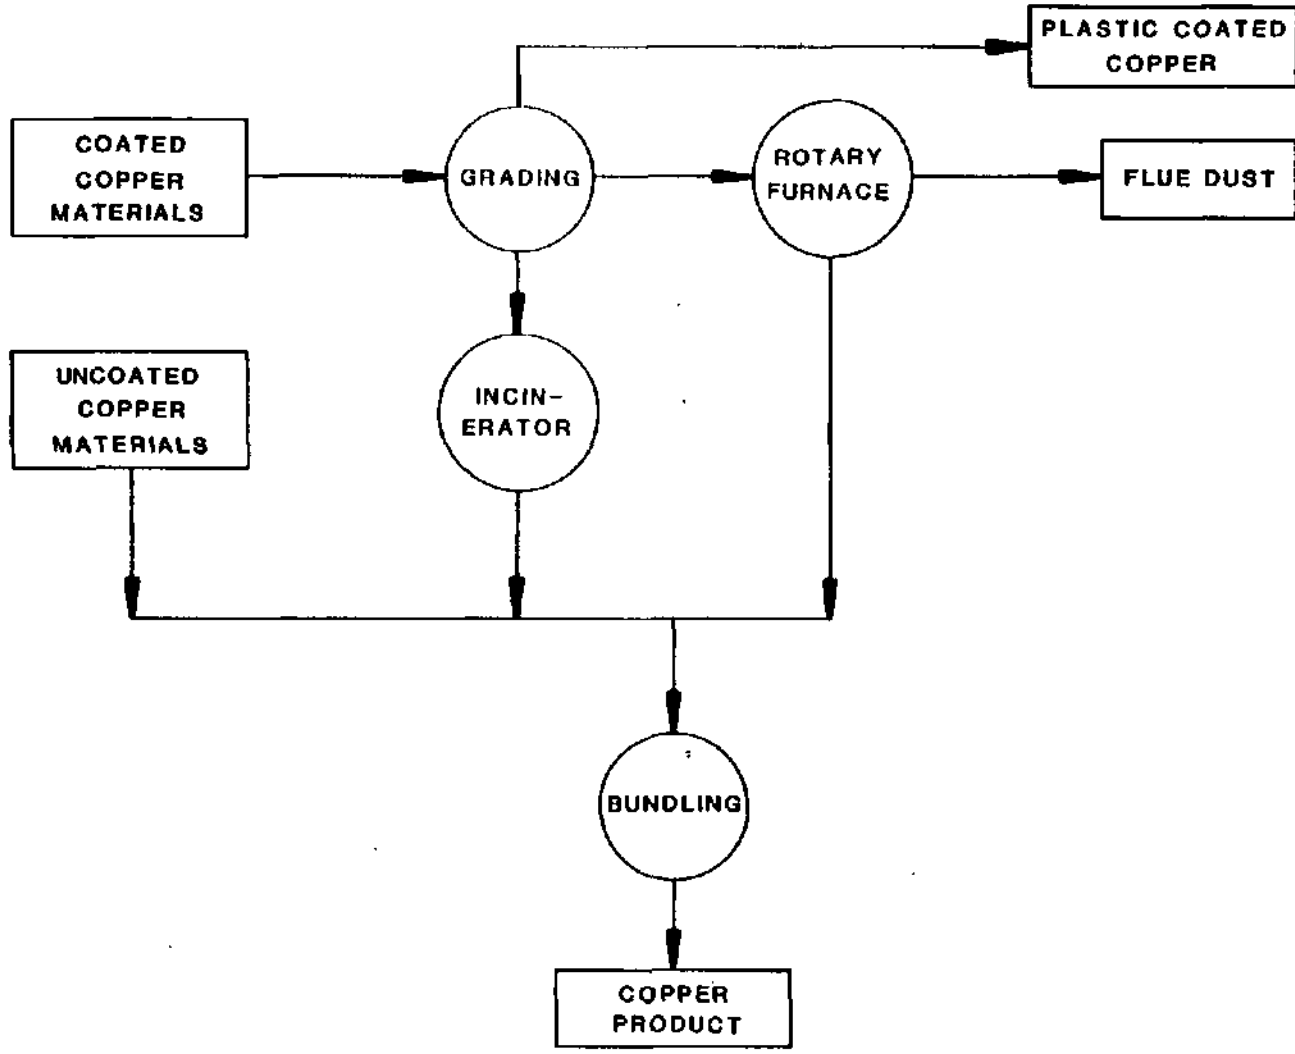 PLASTIC COATED
COPPER
COATED
COPPER
MATERIALS
GRADING
ROTARY
FURNACE
FLUE DUST
UNCOATED
COPPER
MATERIALS
INCIN-
ERATOR
BUNDLING
COPPER
PRODUCT